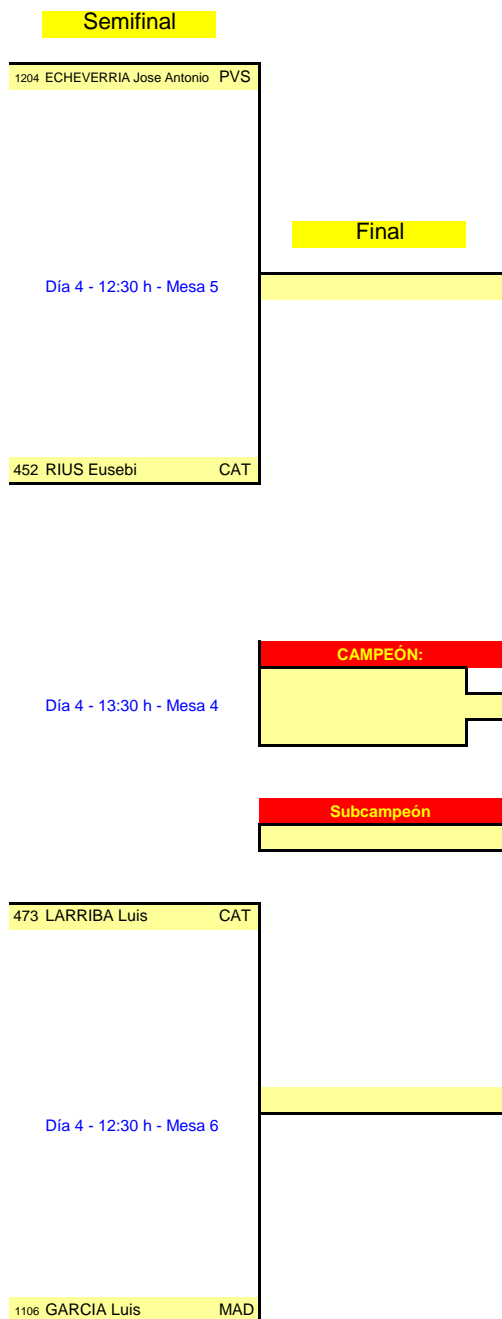 Semifinal
1204 ECHEVERRIA Jose Antonio PVS
Final
Día 4 - 12:30 h - Mesa 5
452 RIUS Eusebi CAT
CAMPEÓN:
Día 4 - 13:30 h - Mesa 4
Subcampeón
473 LARRIBA Luis CAT
Día 4 - 12:30 h - Mesa 6
1106 GARCIA Luis MAD